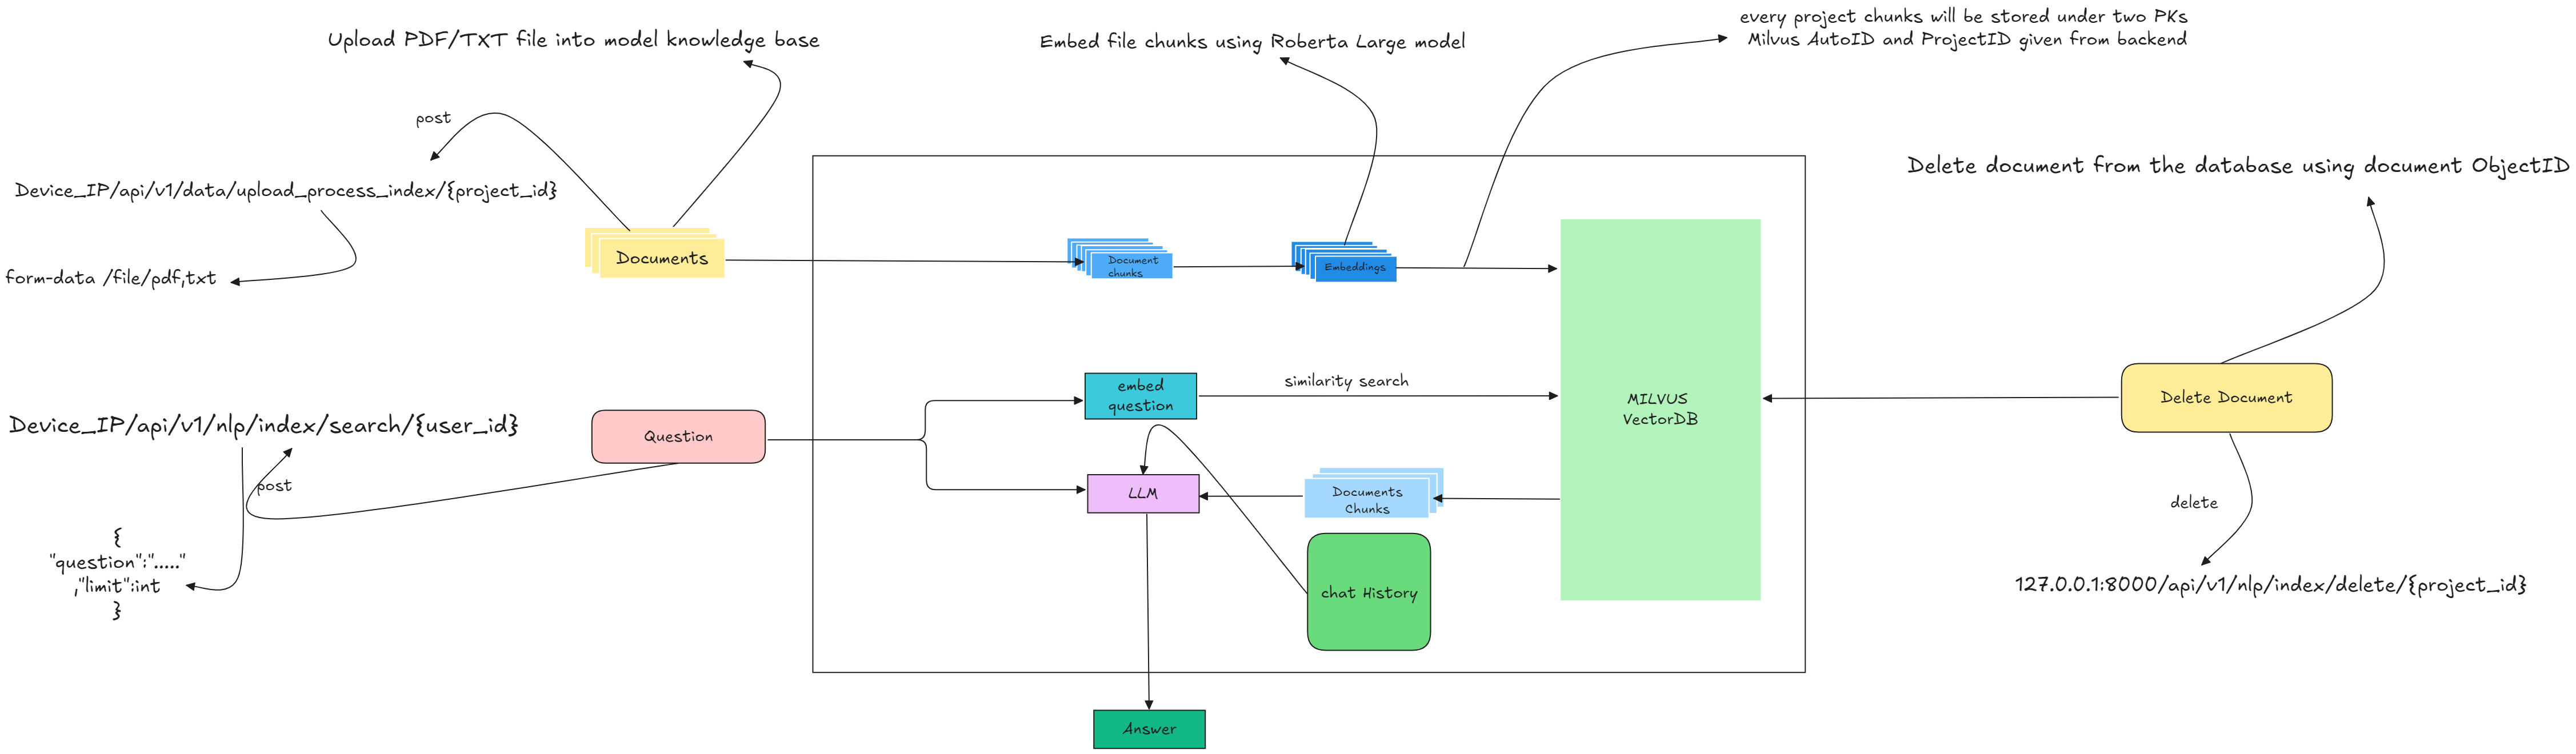 Upload PDF/TXT file into model knowledge base
Embed file chunks using Roberta Large model
every project chunks will be stored under two PKs
Milvus AutoID and ProjectID given from backend
post
Device_IP/api/v1/data/upload_process_index/{project_id}
form-data /file/pdf,txt
Documents
Document
chunks
Embeddings
Delete document from the database using document ObjectID
Device_IP/api/v1/nlp/index/search/{user_id}
post
{
"question":"....."
,"limit":int
}
Question
embed
question
similarity search
MILVUS
VectorDB
LLM
Documents
Chunks
chat History
Answer
Delete Document
delete
127.0.0.1:8000/api/v1/nlp/index/delete/{project_id}